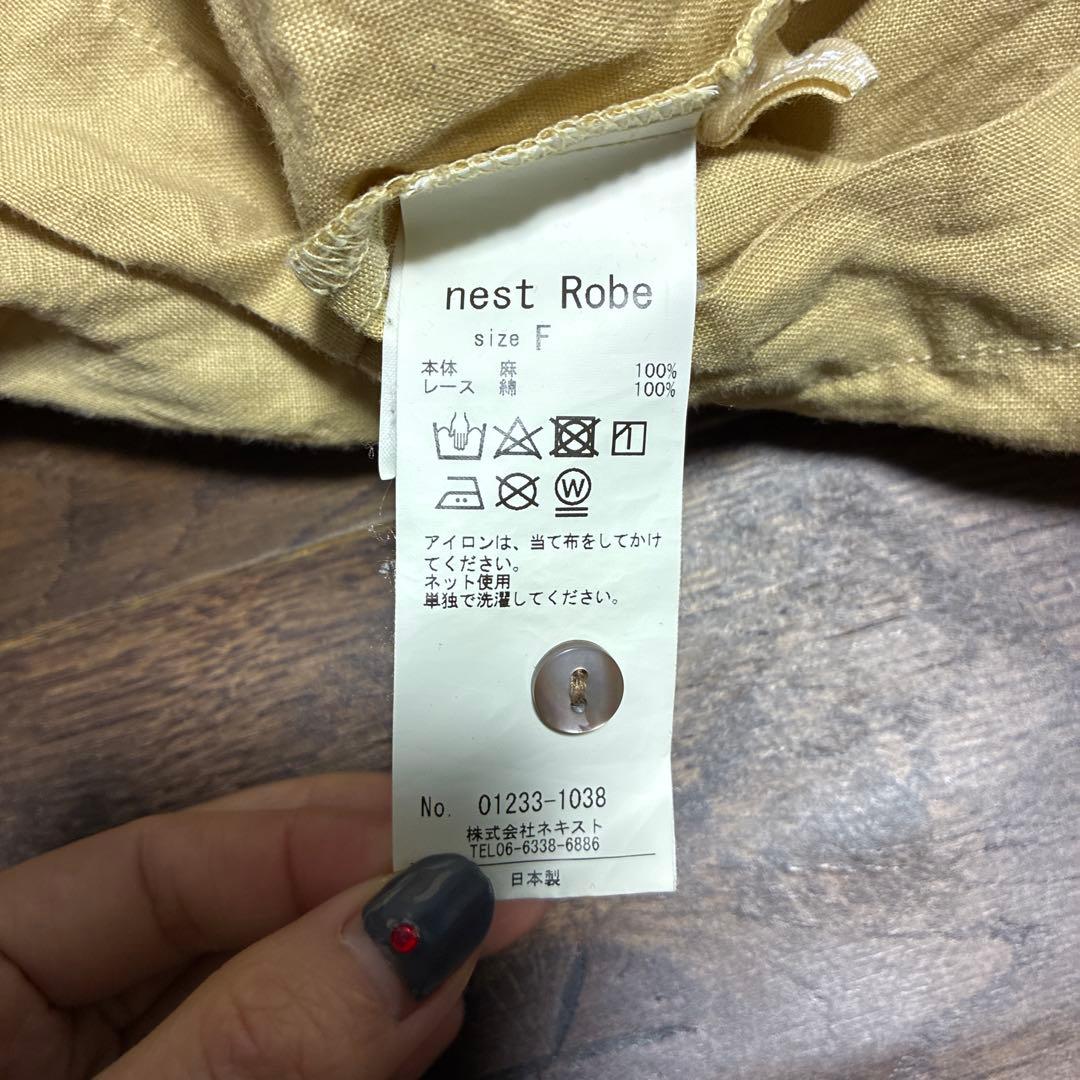 nest Robe
size F
本体 麻 100%
レース 綿 100%
W
アイロンは、当て布をしてかけ
てください。
ネット使用
単独で洗濯してください。
No. 01233-1038
株式会社ネキスト
TEL06-6338-6886
日本製